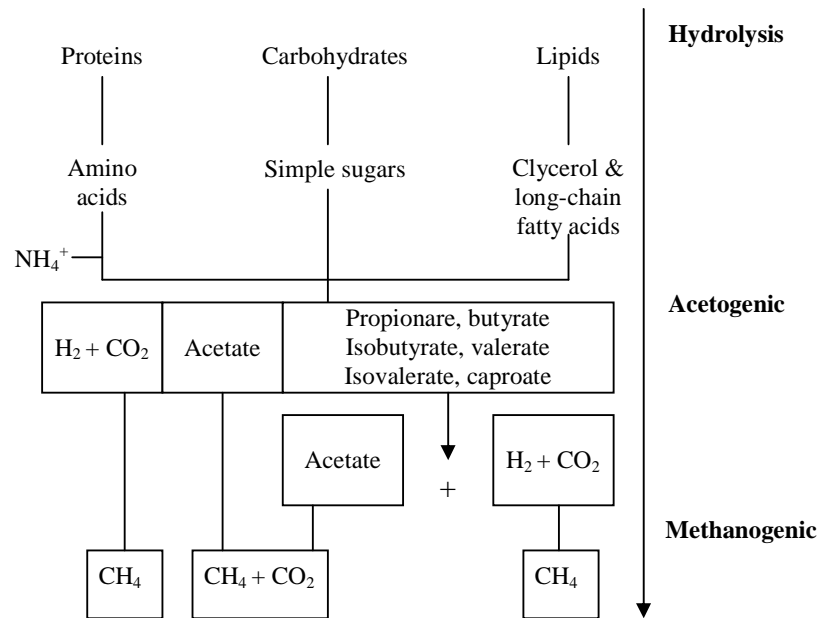 Hydrolysis
Proteins
Carbohydrates
Lipids
Amino
acids
Simple sugars
Clycerol &
long-chain
fatty acids
NH₄⁺
Acetogenic
H₂ + CO₂
Acetate
Propionare, butyrate
Isobutyrate, valerate
Isovalerate, caproate
Acetate
+
H₂ + CO₂
Methanogenic
CH₄
CH₄ + CO₂
CH₄